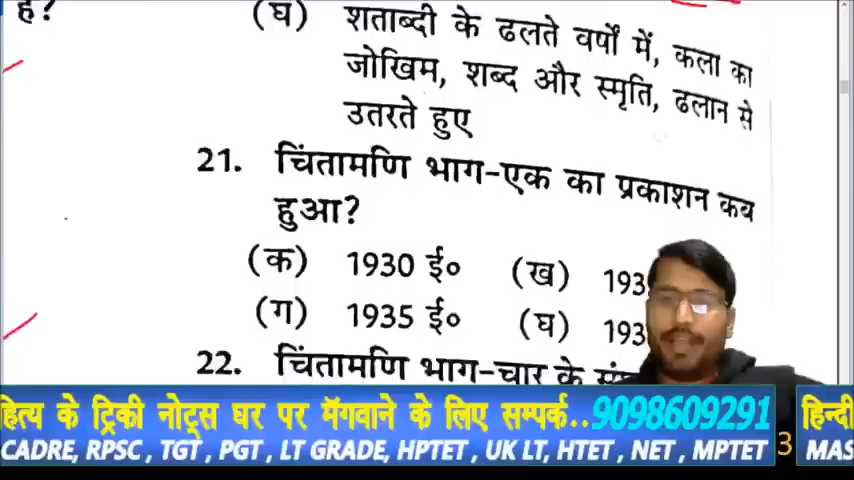 है?
(घ) शताब्दी के ढलते वर्षों में, कला का
जोखिम, शब्द और स्मृति, ढलान से
उतरते हुए
21. चिंतामणि भाग-एक का प्रकाशन कब
हुआ?
(क) 1930 ई० (ख)
(ग) 1935 ई० (घ)
22. चिंतामणि भाग-चार के
हित्य के ट्रिकी नोट्स घर पर मॅगवाने के लिए सम्पर्क..9098609291 हिन्दी
CADRE, RPSC , TGT , PGT , LT GRADE, HPTET , UK LT, HTET , NET , MPTET 3 MAS